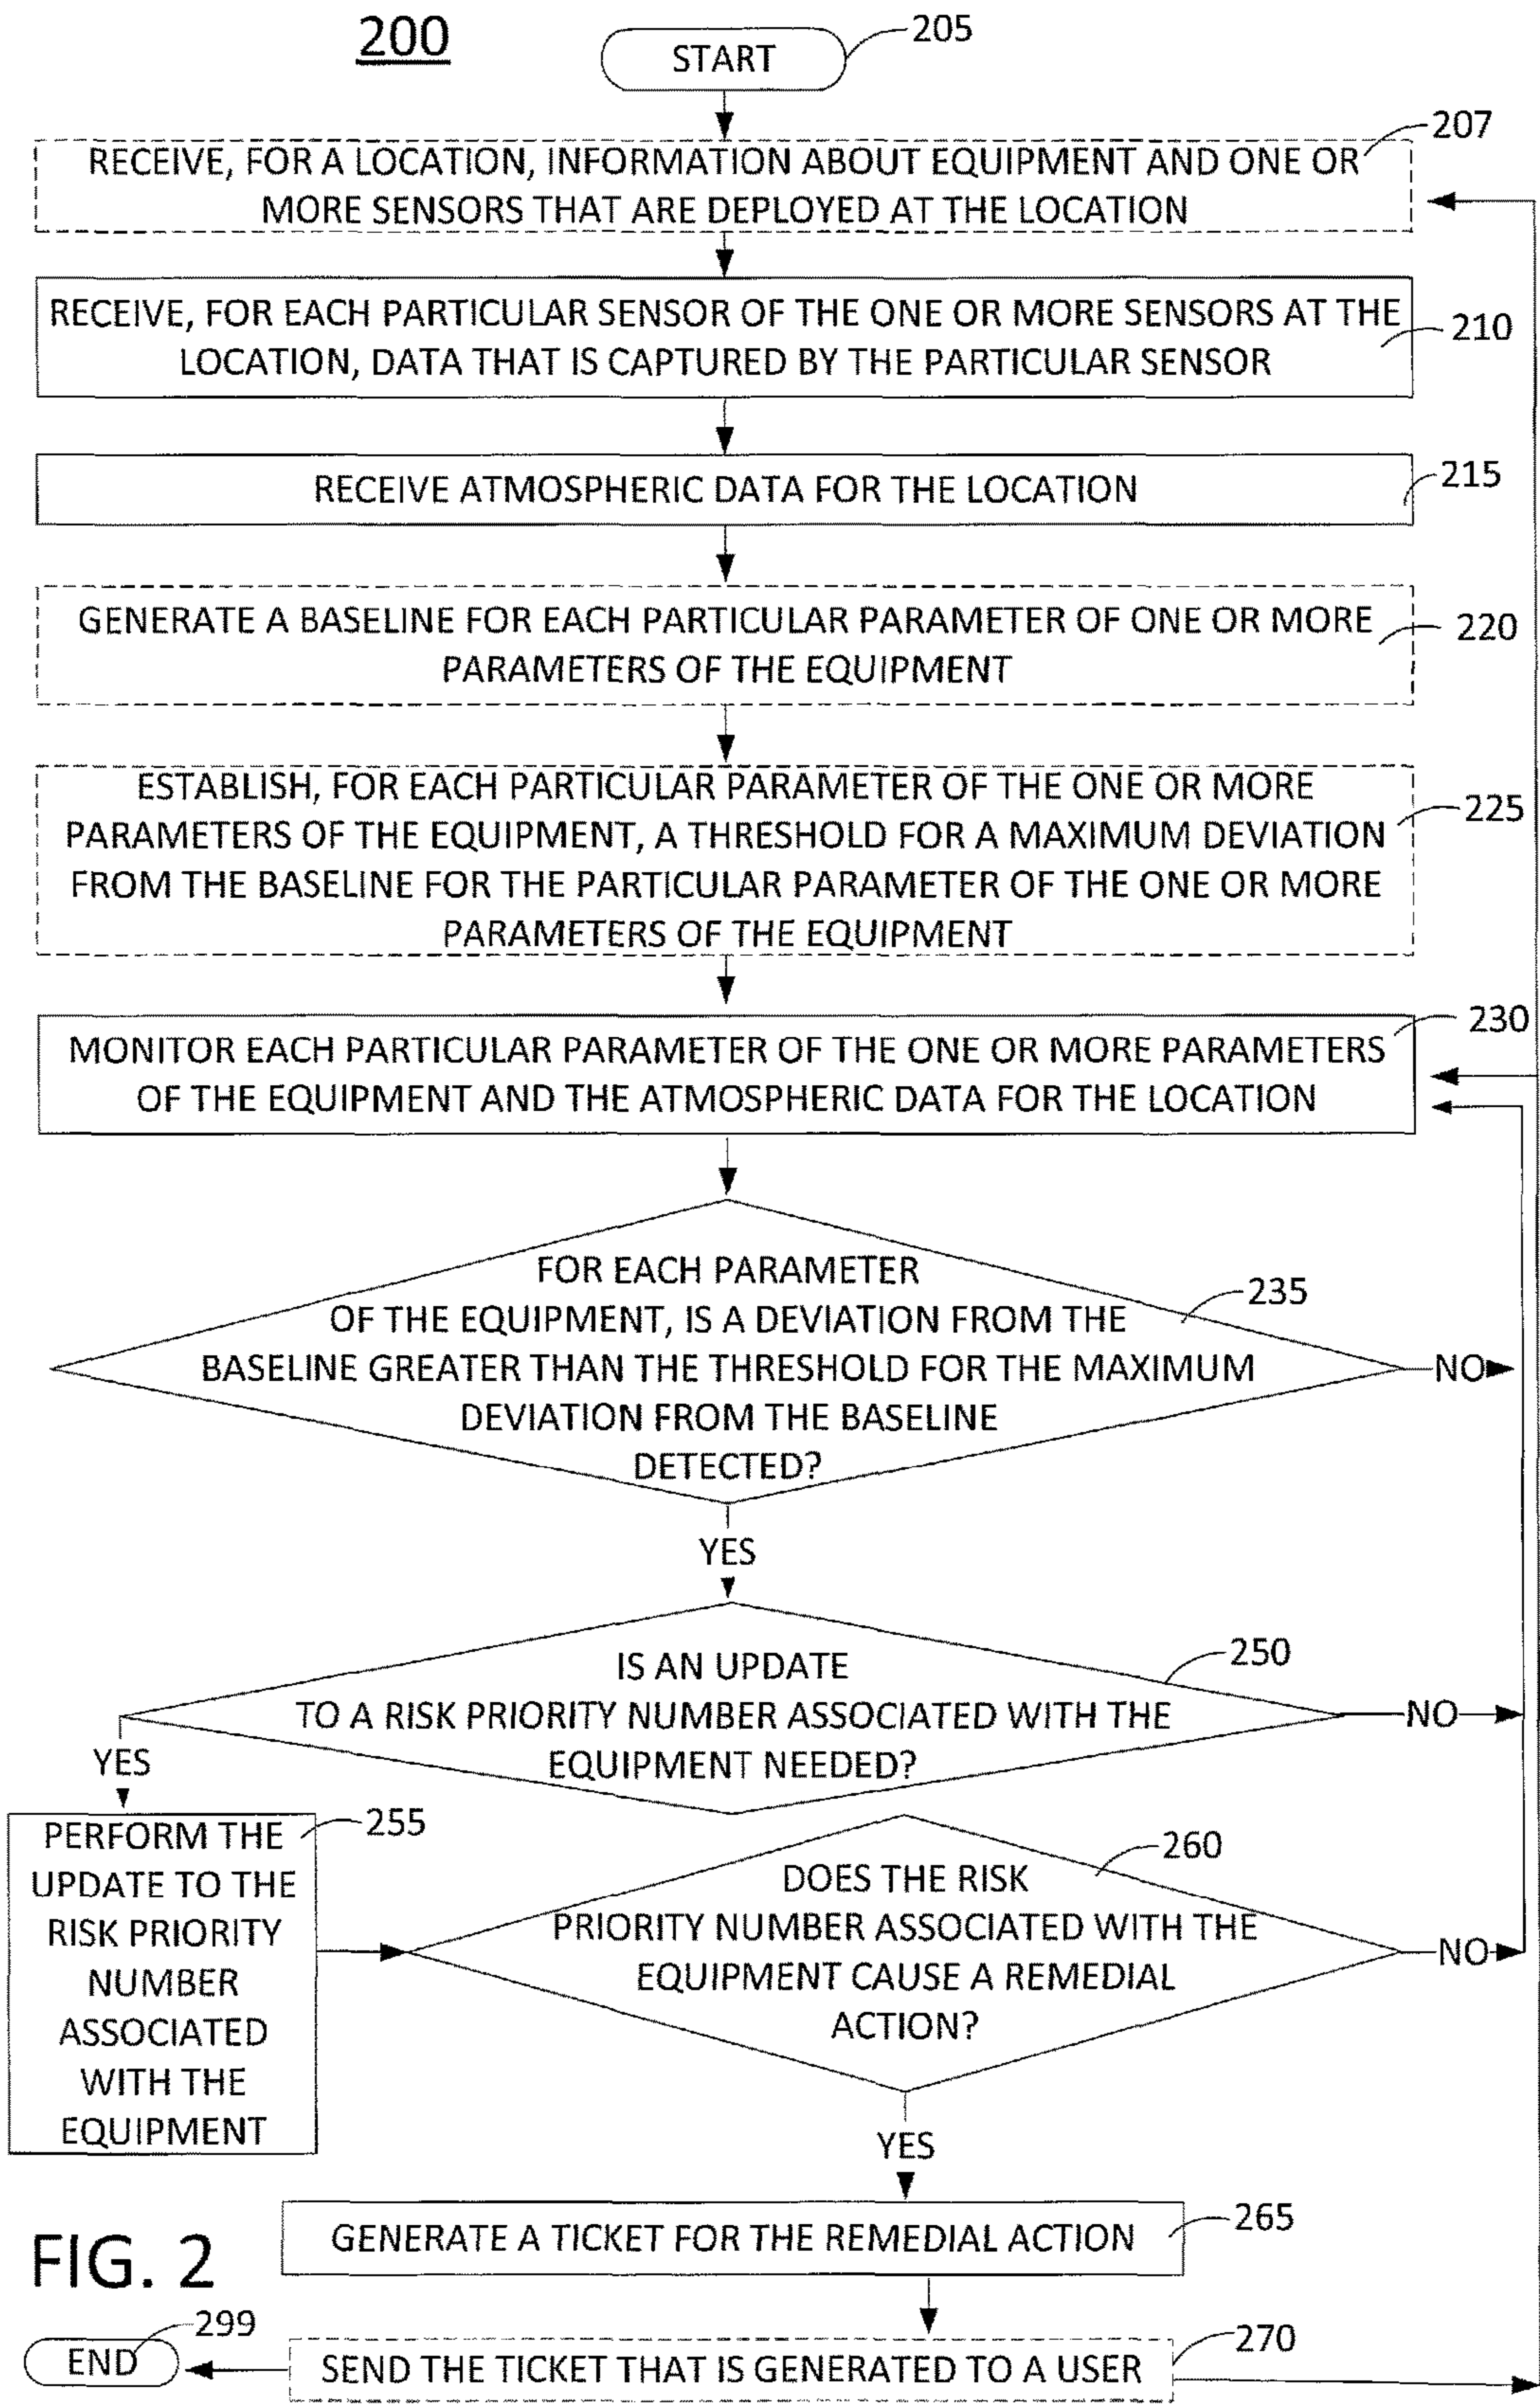 200
START
205
207
RECEIVE, FOR A LOCATION, INFORMATION ABOUT EQUIPMENT AND ONE OR
MORE SENSORS THAT ARE DEPLOYED AT THE LOCATION
RECEIVE, FOR EACH PARTICULAR SENSOR OF THE ONE OR MORE SENSORS AT THE
LOCATION, DATA THAT IS CAPTURED BY THE PARTICULAR SENSOR
210
RECEIVE ATMOSPHERIC DATA FOR THE LOCATION
215
GENERATE A BASELINE FOR EACH PARTICULAR PARAMETER OF ONE OR MORE
PARAMETERS OF THE EQUIPMENT
220
ESTABLISH, FOR EACH PARTICULAR PARAMETER OF THE ONE OR MORE
PARAMETERS OF THE EQUIPMENT, A THRESHOLD FOR A MAXIMUM DEVIATION
FROM THE BASELINE FOR THE PARTICULAR PARAMETER OF THE ONE OR MORE
PARAMETERS OF THE EQUIPMENT
225
MONITOR EACH PARTICULAR PARAMETER OF THE ONE OR MORE PARAMETERS
OF THE EQUIPMENT AND THE ATMOSPHERIC DATA FOR THE LOCATION
230
FOR EACH PARAMETER
OF THE EQUIPMENT, IS A DEVIATION FROM THE
BASELINE GREATER THAN THE THRESHOLD FOR THE MAXIMUM
DEVIATION FROM THE BASELINE
DETECTED?
235
NO
YES
IS AN UPDATE
TO A RISK PRIORITY NUMBER ASSOCIATED WITH THE
EQUIPMENT NEEDED?
250
NO
YES
PERFORM THE
UPDATE TO THE
RISK PRIORITY
NUMBER
ASSOCIATED
WITH THE
EQUIPMENT
255
DOES THE RISK
PRIORITY NUMBER ASSOCIATED WITH THE
EQUIPMENT CAUSE A REMEDIAL
ACTION?
260
NO
YES
GENERATE A TICKET FOR THE REMEDIAL ACTION
265
FIG. 2
SEND THE TICKET THAT IS GENERATED TO A USER
270
END
299